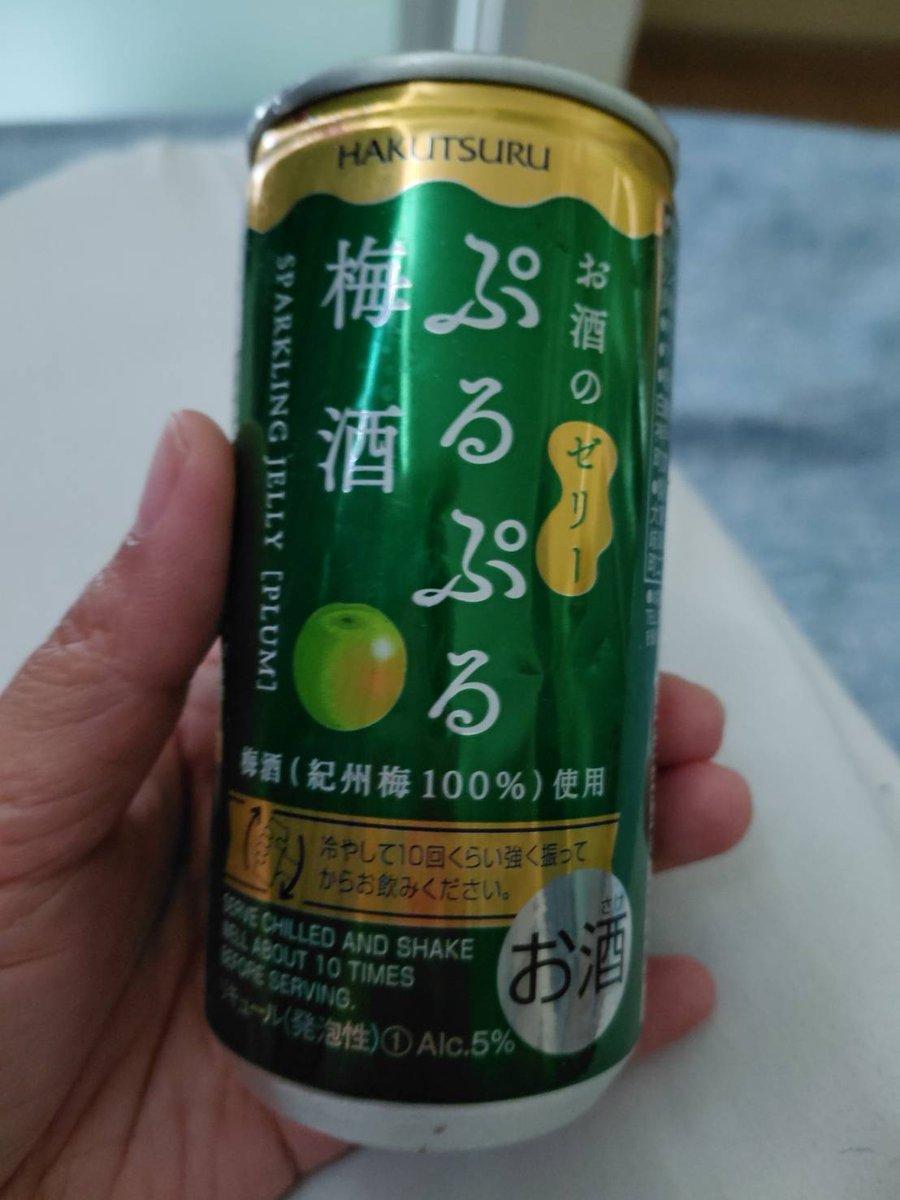 HAKUTSURU
お酒の
ゼリー
ぷるぷる
梅酒
SPARKLING JELLY [PLUM]
梅酒(紀州梅100%)使用
冷やして10回くらい強く振って
からお飲みください。
SERVE CHILLED AND SHAKE
WELL ABOUT 10 TIMES
BEFORE SERVING.
リキュール(発泡性)① Alc.5%
さけ
お酒